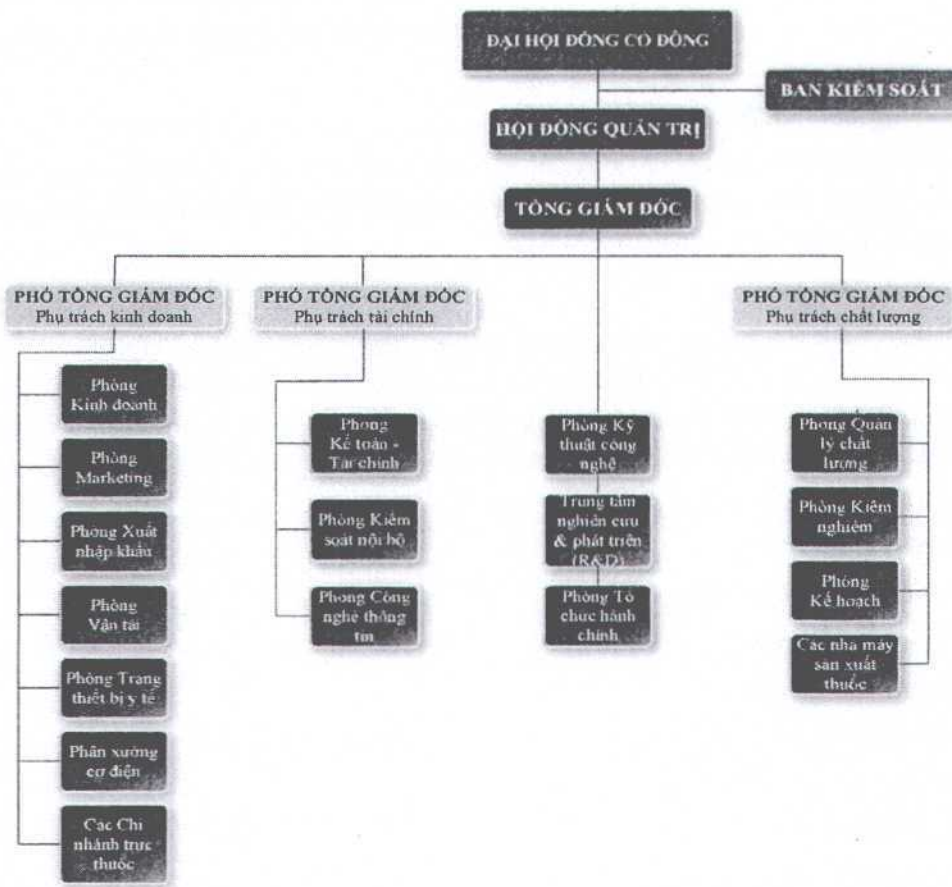 ĐẠI HỘI ĐỒNG CỔ ĐÔNG
BAN KIỂM SOÁT
HỘI ĐỒNG QUẢN TRỊ
TỔNG GIÁM ĐỐC
PHÓ TỔNG GIÁM ĐỐC
Phụ trách kinh doanh
Phòng
Kinh doanh
Phòng
Marketing
Phòng Xuất
nhập khẩu
Phòng
Vận tải
Phòng Trang
thiết bị y tế
Phân xưởng
cơ điện
Các Chi
nhánh trực
thuộc
PHÓ TỔNG GIÁM ĐỐC
Phụ trách tài chính
Phòng
Kế toán -
Tài chính
Phòng Kiểm
soát nội bộ
Phòng Công
nghệ thông
tin
Phòng Kỹ
thuật công
nghệ
Trung tâm
nghiên cứu
& phát triển
(R&D)
Phòng Tổ
chức hành
chính
PHÓ TỔNG GIÁM ĐỐC
Phụ trách chất lượng
Phòng Quản
lý chất
lượng
Phòng Kiểm
nghiệm
Phòng
Kế hoạch
Các nhà máy
sản xuất
thuốc